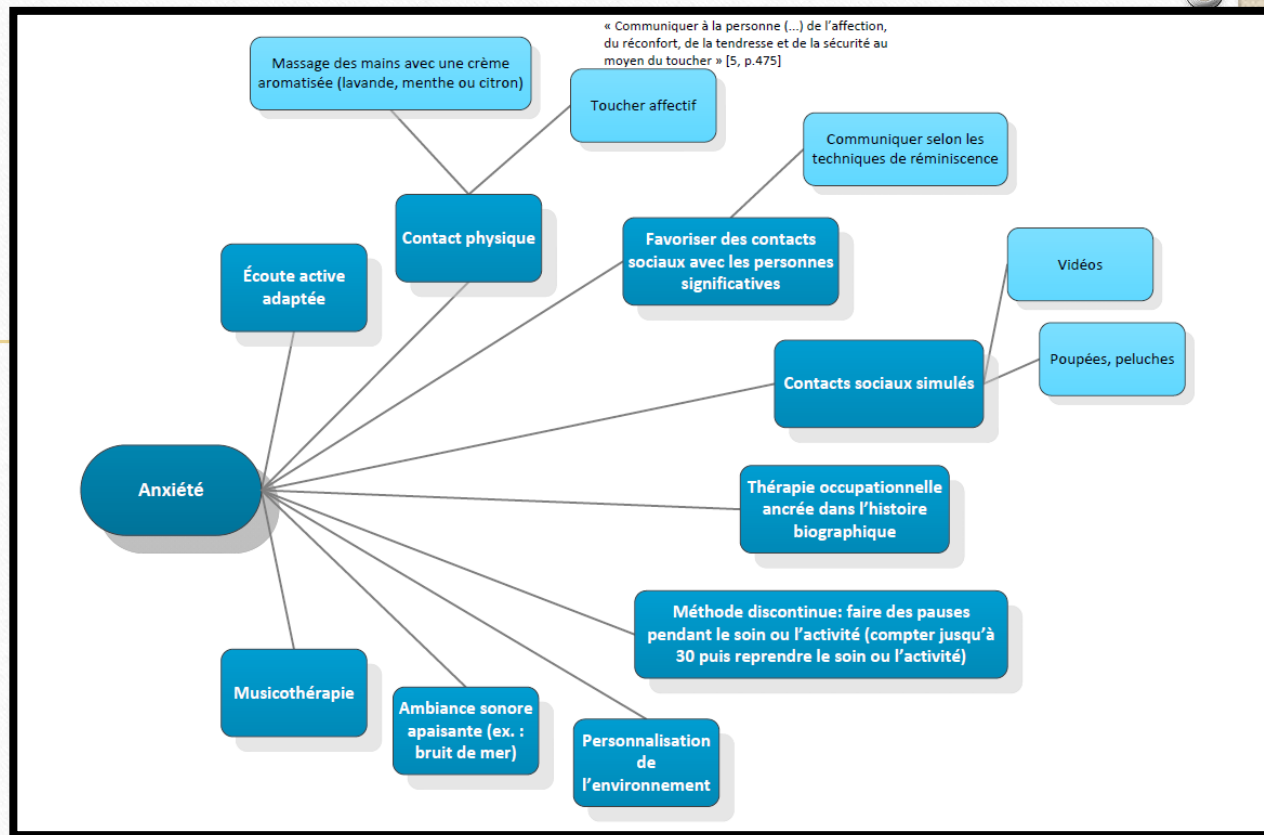 « Communiquer à la personne (...) de l'affection,
du réconfort, de la tendresse et de la sécurité au
moyen du toucher » [5, p.475]
Massage des mains avec une crème
aromatisée (lavande, menthe ou citron)
Toucher affectif
Communiquer selon les
techniques de réminiscence
Contact physique
Favoriser des contacts
sociaux avec les personnes
significatives
Écoute active
adaptée
Vidéos
Poupées, peluches
Contacts sociaux simulés
Anxiété
Thérapie occupationnelle
ancrée dans l'histoire
biographique
Méthode discontinue: faire des pauses
pendant le soin ou l'activité (compter jusqu'à
30 puis reprendre le soin ou l'activité)
Musicothérapie
Ambiance sonore
apaisante (ex. :
bruit de mer)
Personnalisation
de
l'environnement